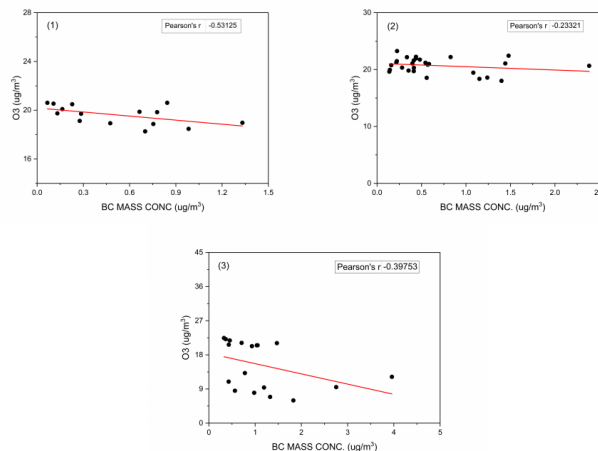 (1)
Pearson's r -0.53125
24
21
18
16
O3 (ug/m³)
0.0 0.3 0.6 0.9 1.2 1.5
BC MASS CONC (ug/m³)
(2)
Pearson's r -0.23321
30
20
10
0
O3 (ug/m³)
0.0 0.5 1.0 1.5 2.0 2.5
BC MASS CONC. (ug/m³)
(3)
Pearson's r -0.39753
45
36
27
18
9
0
O3 (ug/m³)
0 1 2 3 4 5
BC MASS CONC. (ug/m³)